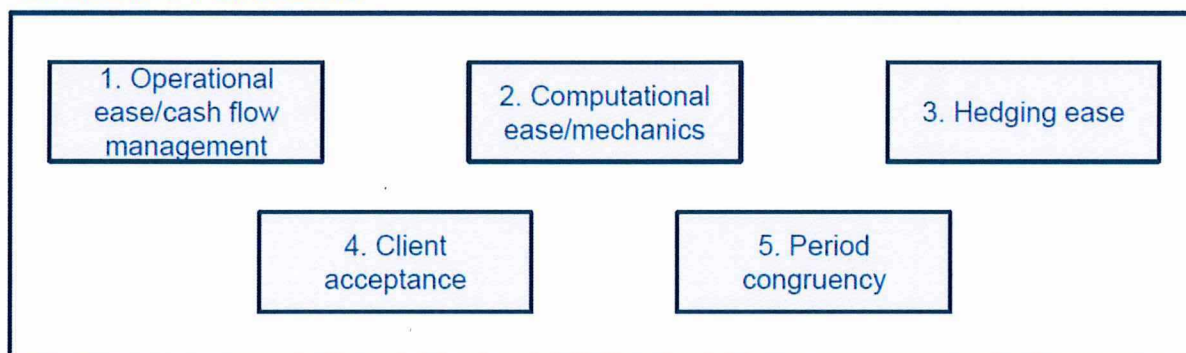 1. Operational
ease/cash flow
management
2. Computational
ease/mechanics
3. Hedging ease
4. Client
acceptance
5. Period
congruency